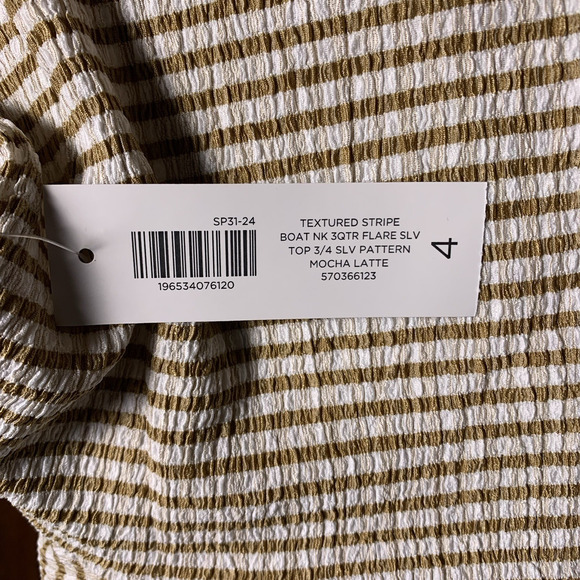 SP31-24
196534076120
TEXTURED STRIPE
BOAT NK 3QTR FLARE SLV
TOP 3/4 SLV PATTERN
MOCHA LATTE
570366123
4